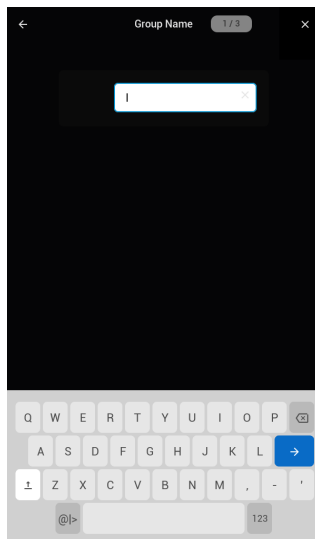 Group Name 1 / 3
Q W E R T Y U I O P
A S D F G H J K L
Z X C V B N M , - '
@|> 123